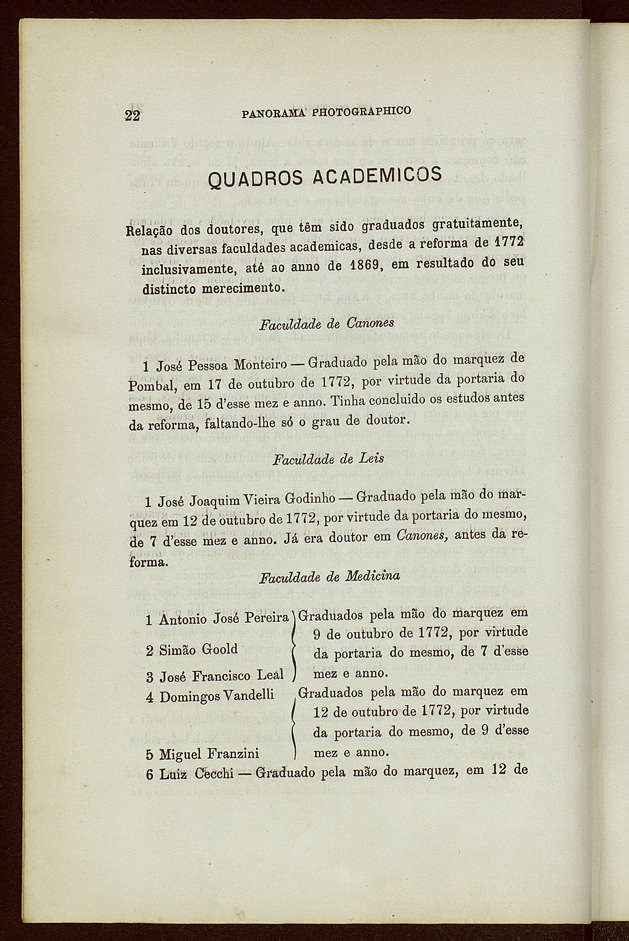 22 PANORAMA PHOTOGRAPHICO
QUADROS ACADEMICOS
Relação dos doutores, que têm sido graduados gratuitamente,
nas diversas faculdades academicas, desde a reforma de 1772
inclusivamente, até ao anno de 1869, em resultado do seu
distincto merecimento.
Faculdade de Canones
1 José Pessoa Monteiro — Graduado pela mão do marquez de
Pombal, em 17 de outubro de 1772, por virtude da portaria do
mesmo, de 15 d'esse mez e anno. Tinha concluido os estudos antes
da reforma, faltando-lhe só o grau de doutor.
Faculdade de Leis
1 José Joaquim Vieira Godinho — Graduado pela mão do mar-
quez em 12 de outubro de 1772, por virtude da portaria do mesmo,
de 7 d'esse mez e anno. Já era doutor em Canones, antes da re-
forma.
Faculdade de Medicina
1 Antonio José Pereira
2 Simão Goold
3 José Francisco Leal
Graduados pela mão do marquez em
9 de outubro de 1772, por virtude
da portaria do mesmo, de 7 d'esse
mez e anno.
4 Domingos Vandelli
5 Miguel Franzini
Graduados pela mão do marquez em
12 de outubro de 1772, por virtude
da portaria do mesmo, de 9 d'esse
mez e anno.
6 Luiz Cecchi — Graduado pela mão do marquez, em 12 de